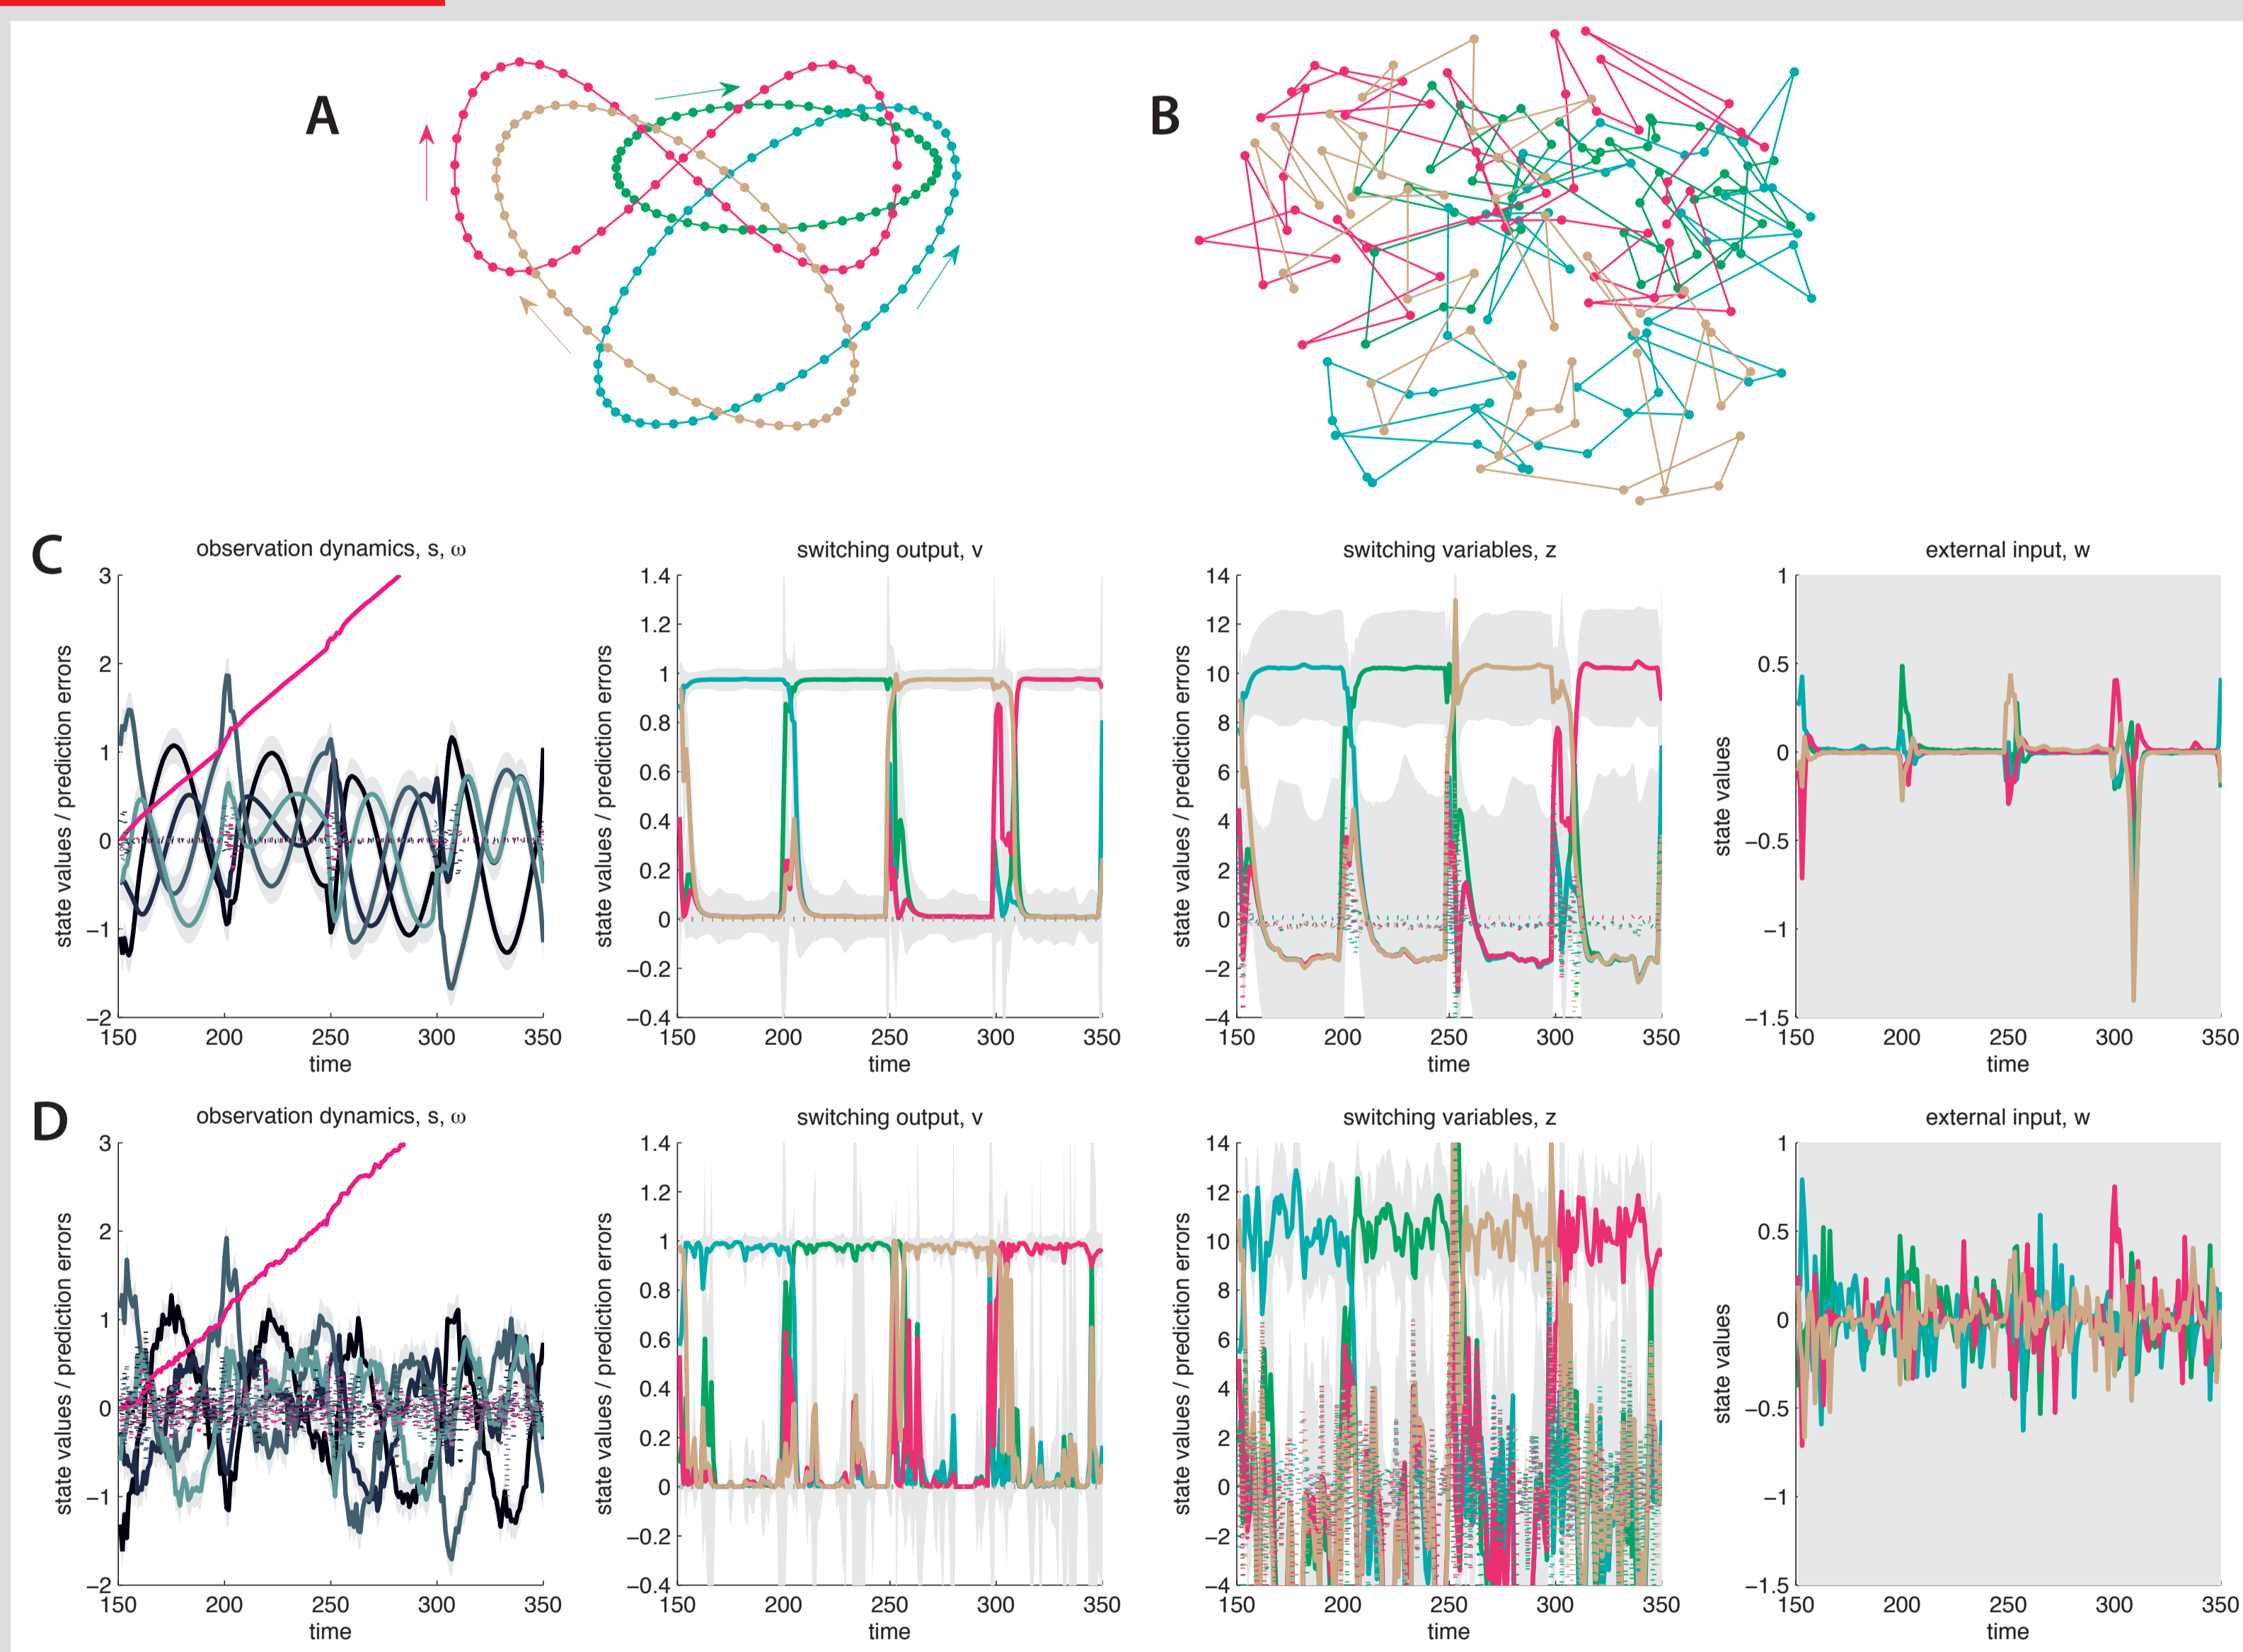 A
B
C
observation dynamics, s, ω
switching output, v
switching variables, z
external input, w
state values / prediction errors
3
2
1
0
−1
−2
150 200 250 300 350
time
state values / prediction errors
1.4
1.2
1
0.8
0.6
0.4
0.2
0
−0.2
−0.4
150 200 250 300 350
time
state values / prediction errors
14
12
10
8
6
4
2
0
−2
−4
150 200 250 300 350
time
state values
1
0.5
0
−0.5
−1
−1.5
150 200 250 300 350
time
D
observation dynamics, s, ω
switching output, v
switching variables, z
external input, w
state values / prediction errors
3
2
1
0
−1
−2
150 200 250 300 350
time
state values / prediction errors
1.4
1.2
1
0.8
0.6
0.4
0.2
0
−0.2
−0.4
150 200 250 300 350
time
state values / prediction errors
14
12
10
8
6
4
2
0
−2
−4
150 200 250 300 350
time
state values
1
0.5
0
−0.5
−1
−1.5
150 200 250 300 350
time